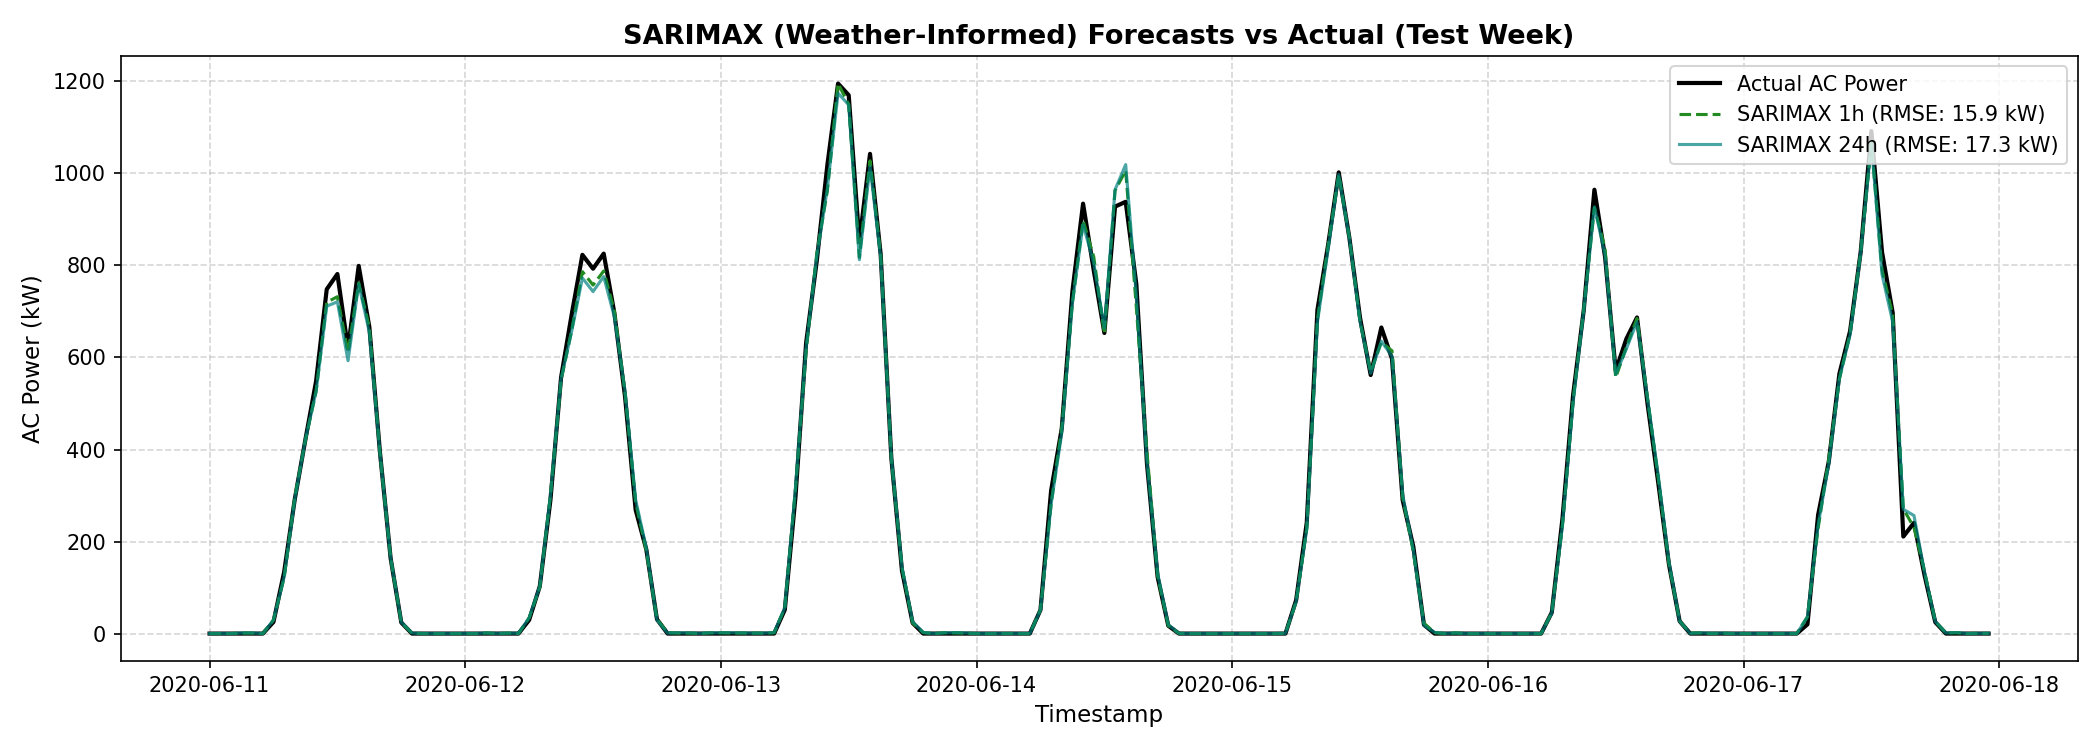 SARIMAX (Weather-Informed) Forecasts vs Actual (Test Week)
Actual AC Power
SARIMAX 1h (RMSE: 15.9 kW)
SARIMAX 24h (RMSE: 17.3 kW)
AC Power (kW)
1200
1000
800
600
400
200
0
2020-06-11 2020-06-12 2020-06-13 2020-06-14 2020-06-15 2020-06-16 2020-06-17 2020-06-18
Timestamp